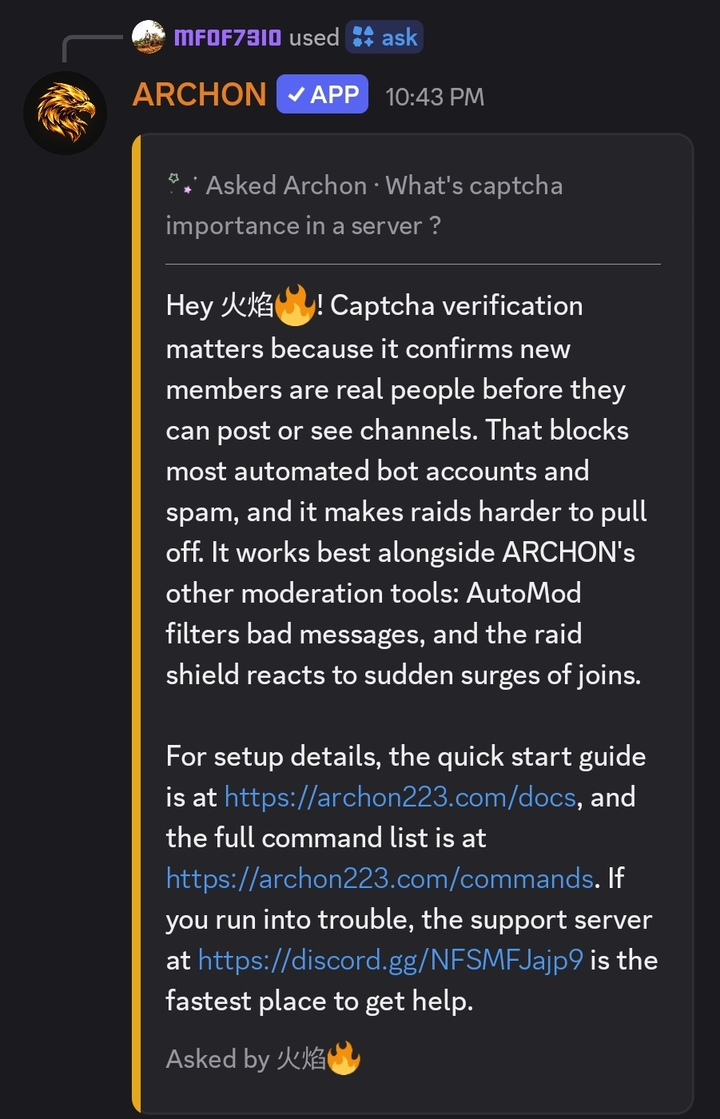 MFOF7310 used ask
ARCHON ✓ APP 10:43 PM
Asked Archon · What's captcha
importance in a server ?
Hey 火焰🔥! Captcha verification
matters because it confirms new
members are real people before they
can post or see channels. That blocks
most automated bot accounts and
spam, and it makes raids harder to pull
off. It works best alongside ARCHON's
other moderation tools: AutoMod
filters bad messages, and the raid
shield reacts to sudden surges of joins.
For setup details, the quick start guide
is at https://archon223.com/docs, and
the full command list is at
https://archon223.com/commands. If
you run into trouble, the support server
at https://discord.gg/NFSMFJajp9 is the
fastest place to get help.
Asked by 火焰🔥